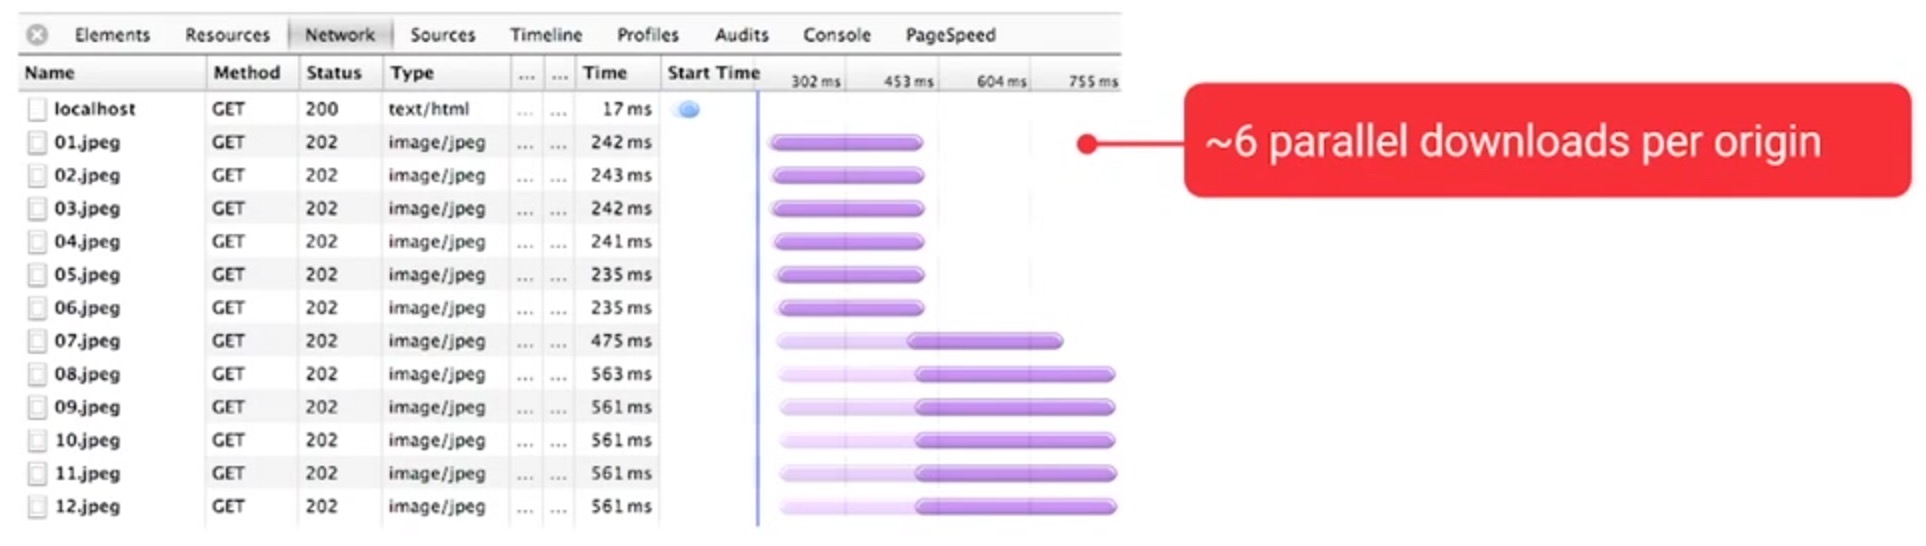 Elements Resources Network Sources Timeline Profiles Audits Console PageSpeed
Name Method Status Type ... ... Time Start Time 302 ms 453 ms 604 ms 755 ms
localhost GET 200 text/html ... ... 17 ms
01.jpeg GET 202 image/jpeg ... ... 242 ms
~6 parallel downloads per origin
02.jpeg GET 202 image/jpeg ... ... 243 ms
03.jpeg GET 202 image/jpeg ... ... 242 ms
04.jpeg GET 202 image/jpeg ... ... 241 ms
05.jpeg GET 202 image/jpeg ... ... 235 ms
06.jpeg GET 202 image/jpeg ... ... 235 ms
07.jpeg GET 202 image/jpeg ... ... 475 ms
08.jpeg GET 202 image/jpeg ... ... 563 ms
09.jpeg GET 202 image/jpeg ... ... 561 ms
10.jpeg GET 202 image/jpeg ... ... 561 ms
11.jpeg GET 202 image/jpeg ... ... 561 ms
12.jpeg GET 202 image/jpeg ... ... 561 ms